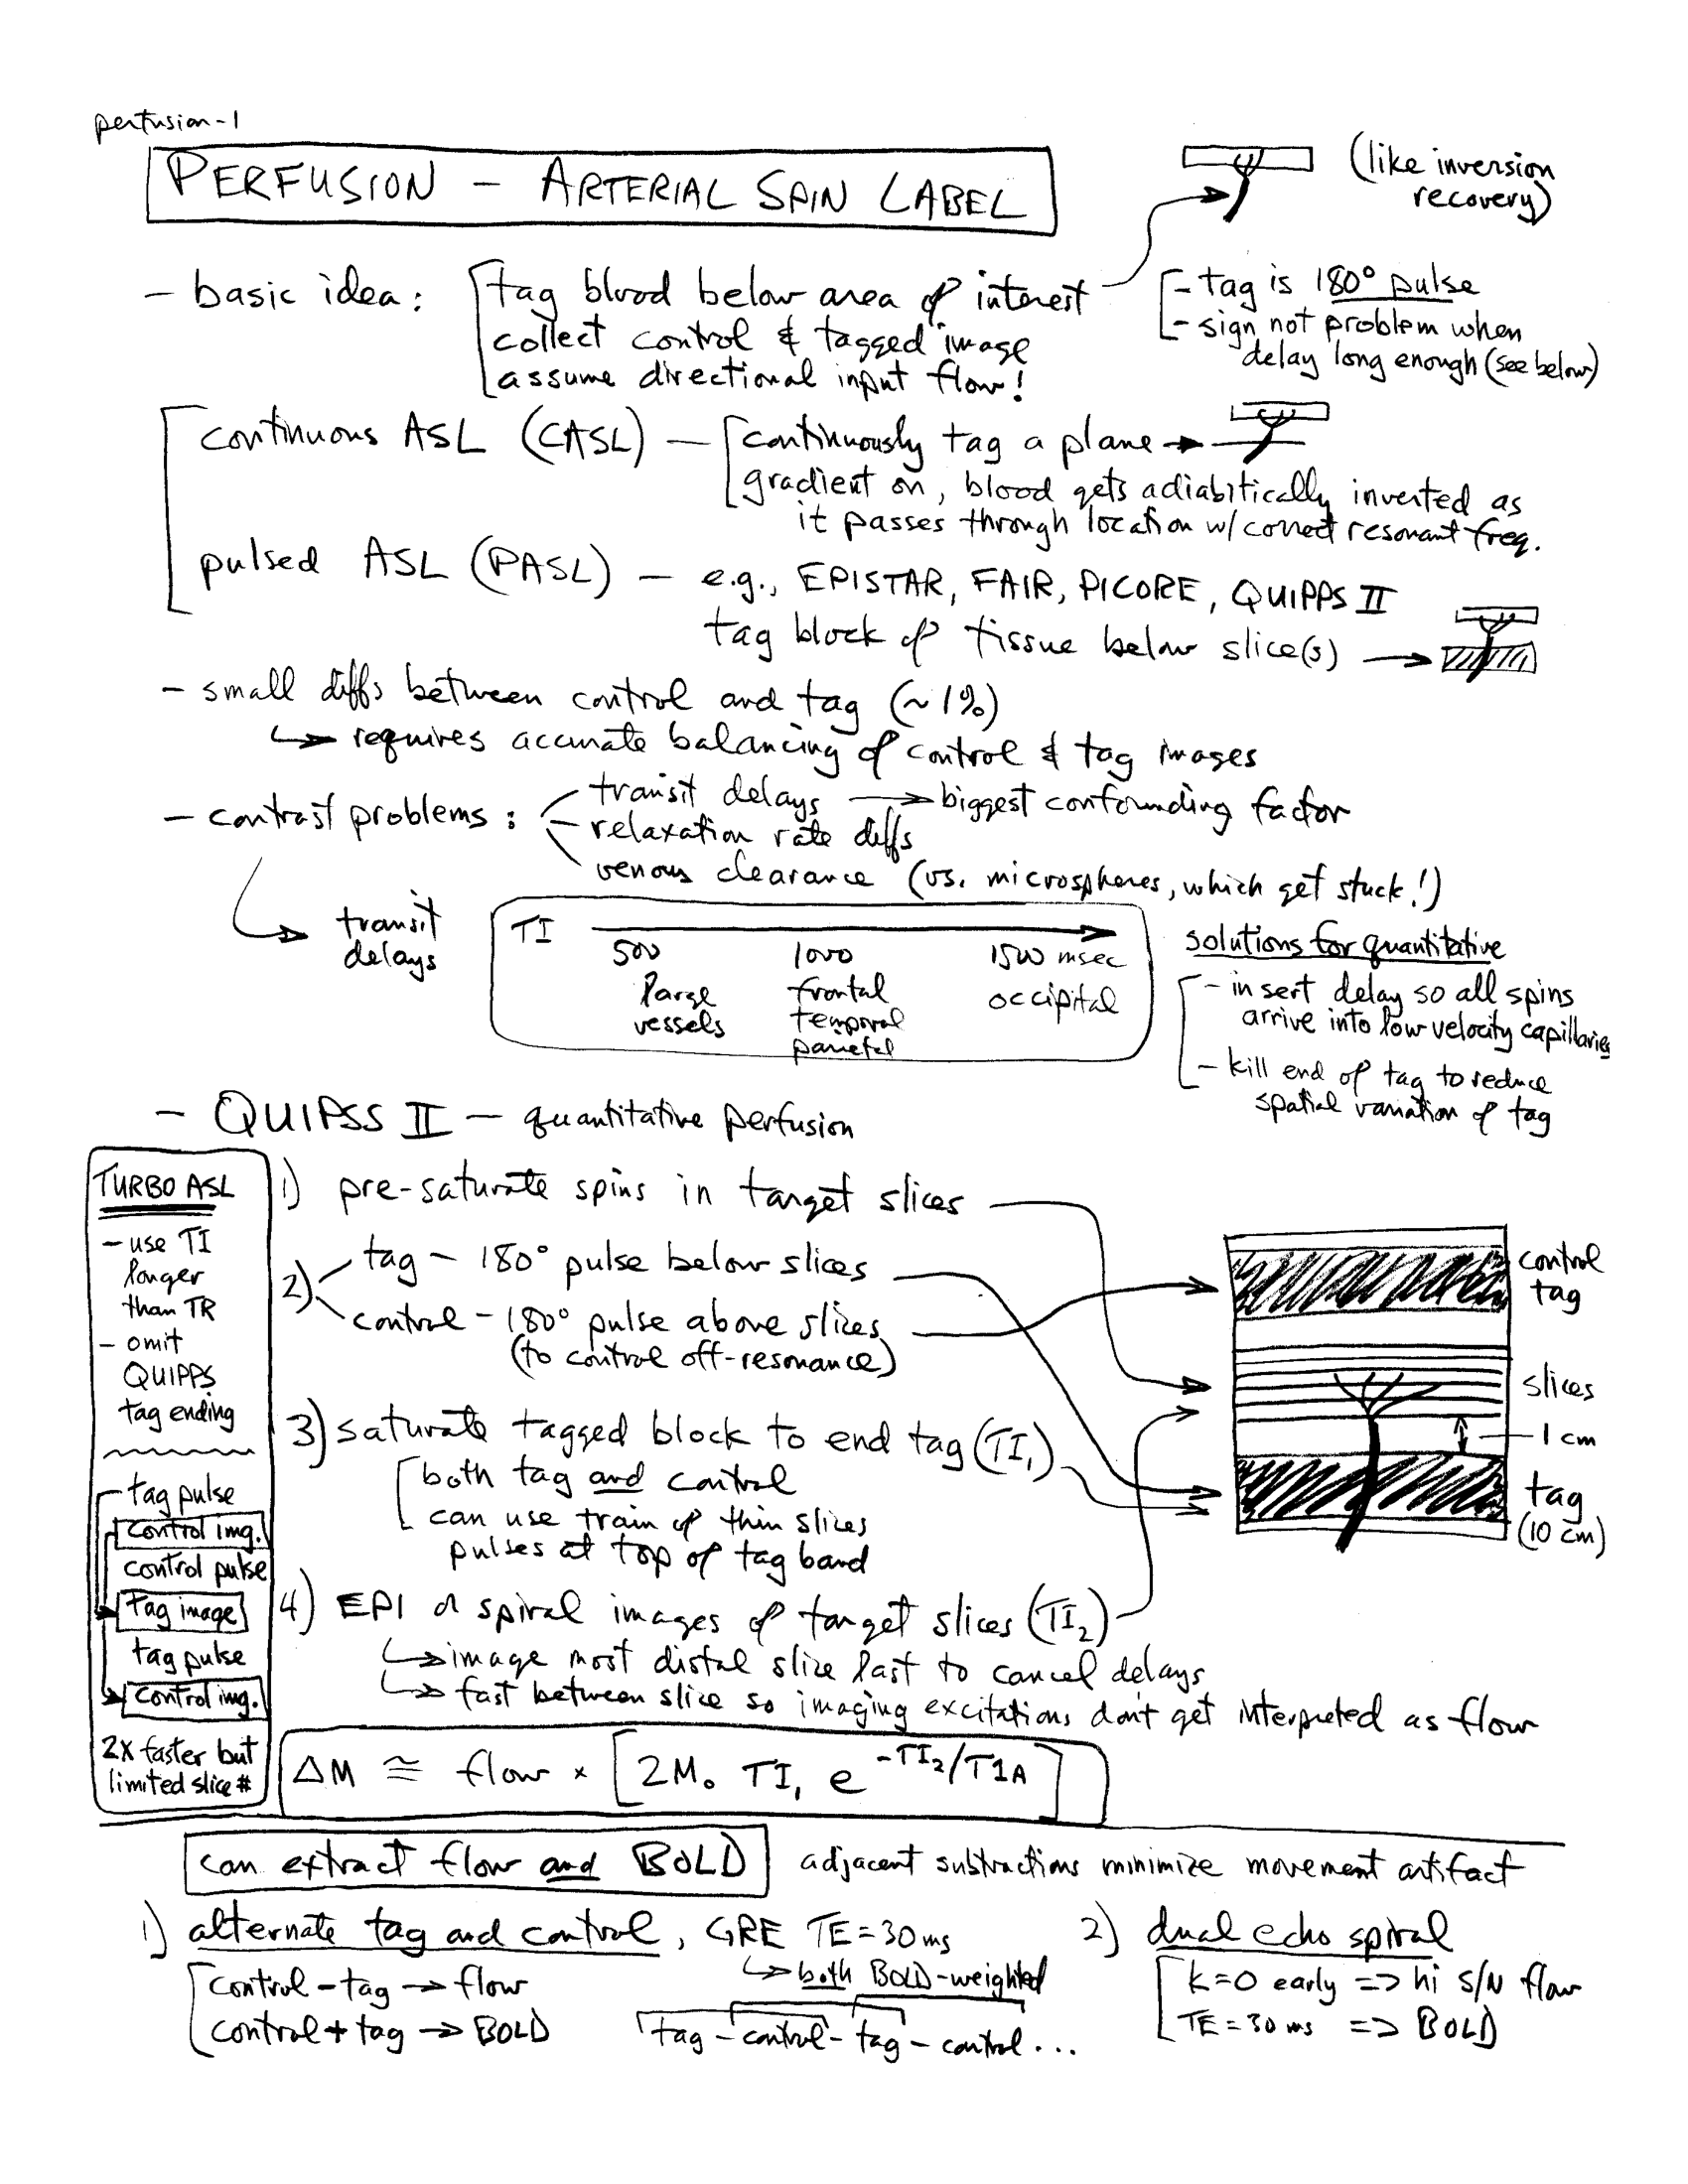 perfusion-1
PERFUSION - ARTERIAL SPIN LABEL
(like inversion
recovery)
- basic idea: tag blood below area of interest
collect control & tagged image
assume directional input flow!
- tag is 180° pulse
- sign not problem when
delay long enough (see below)
continuous ASL (CASL) — continuously tag a plane →
gradient on, blood gets adiabitically inverted as
it passes through location w/correct resonant freq.
pulsed ASL (PASL) — e.g., EPISTAR, FAIR, PICORE, QUIPPS II
tag block of tissue below slice(s) →
- small diffs between control and tag (~1%)
↳ requires accurate balancing of control & tag images
- contrast problems: transit delays → biggest confounding factor
- relaxation rate diffs
venous clearance (vs. microspheres, which get stuck!)
transit
delays
TI
500 1000 1500 msec
large frontal occipital
vessels temporal
parietal
solutions for quantitative
- insert delay so all spins
arrive into low velocity capillaries
- kill end of tag to reduce
spatial variation of tag
- QUIPSS II — quantitative perfusion
TURBO ASL
- use TI
longer
than TR
- omit
QUIPPS
tag ending
tag pulse
control img.
control pulse
tag image
tag pulse
control img.
2x faster but
limited slice #
1) pre-saturate spins in target slices
2) tag - 180° pulse below slices
control - 180° pulse above slices
(to control off-resonance)
3) saturate tagged block to end tag (TI₁)
both tag and control
can use train of thin slices
pulses at top of tag band
4) EPI or spiral images of target slices (TI₂)
↳ image most distal slice last to cancel delays
↳ fast between slice so imaging excitations don't get interpreted as flow
control
tag
slices
1 cm
tag
(10 cm)
ΔM ≅ flow × [2M₀ TI₁ e^(-TI₂/T1A)]
can extract flow and BOLD
adjacent subtractions minimize movement artifact
1) alternate tag and control, GRE TE=30ms
↳ both BOLD-weighted
control - tag → flow
control + tag → BOLD
tag - control - tag - control ...
2) dual echo spiral
k=0 early => hi S/N flow
TE=30 ms => BOLD